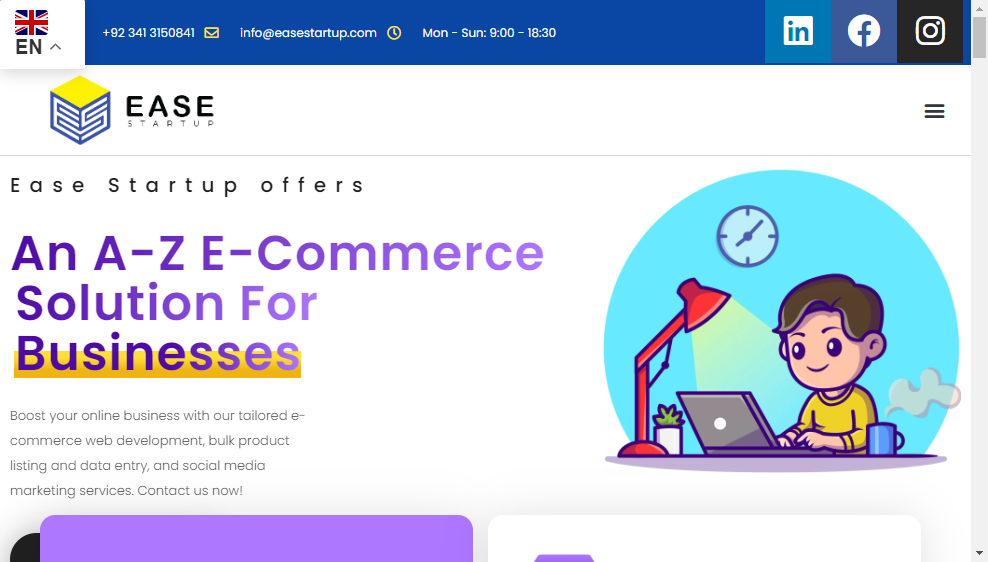 EN
+92 341 3150841
info@easestartup.com
Mon - Sun: 9:00 - 18:30
EASE
STARTUP
Ease Startup offers
An A-Z E-Commerce
Solution For
Businesses
Boost your online business with our tailored e-
commerce web development, bulk product
listing and data entry, and social media
marketing services. Contact us now!